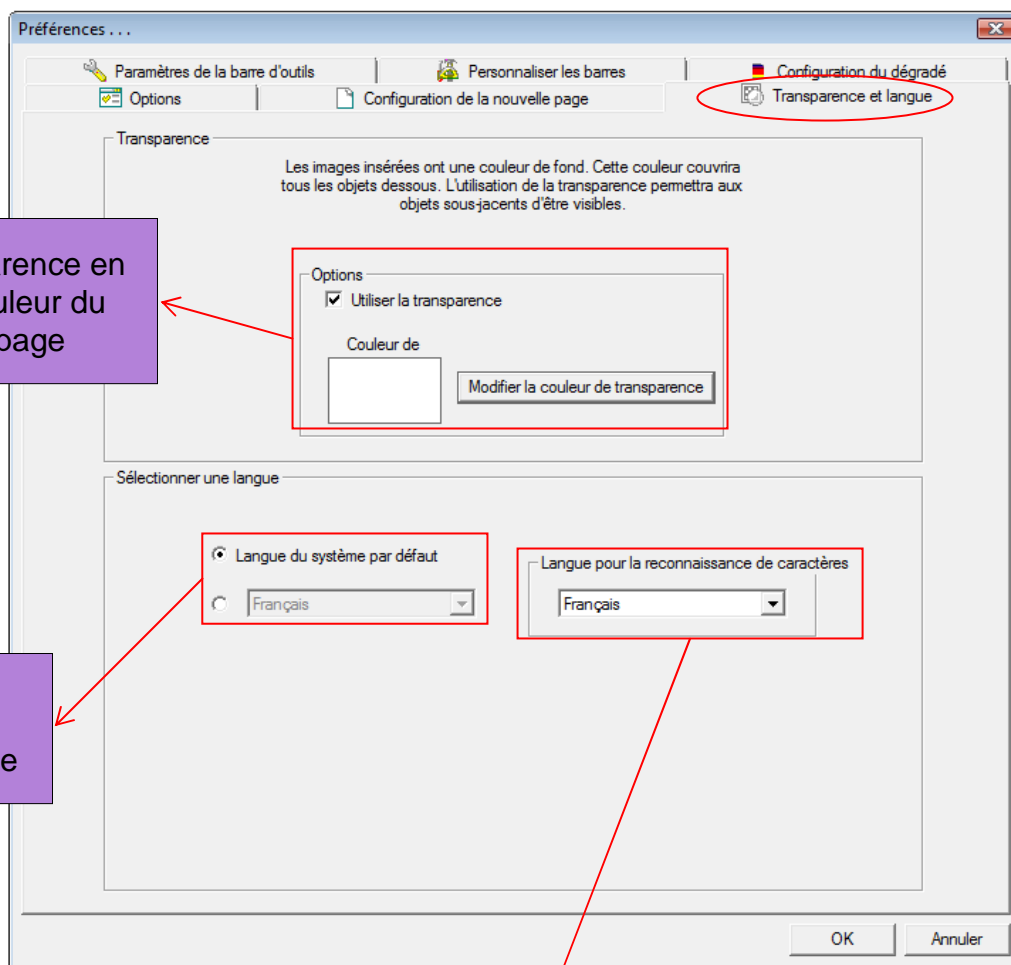 Préférences . . .
Paramètres de la barre d'outils
Personnaliser les barres
Configuration du dégradé
Options
Configuration de la nouvelle page
Transparence et langue
Transparence
Les images insérées ont une couleur de fond. Cette couleur couvrira
tous les objets dessous. L'utilisation de la transparence permettra aux
objets sous-jacents d'être visibles.
en
du
page
Options
Utiliser la transparence
Couleur de
Modifier la couleur de transparence
Sélectionner une langue
Langue du système par défaut
Français
Langue pour la reconnaissance de caractères
Français
OK
Annuler